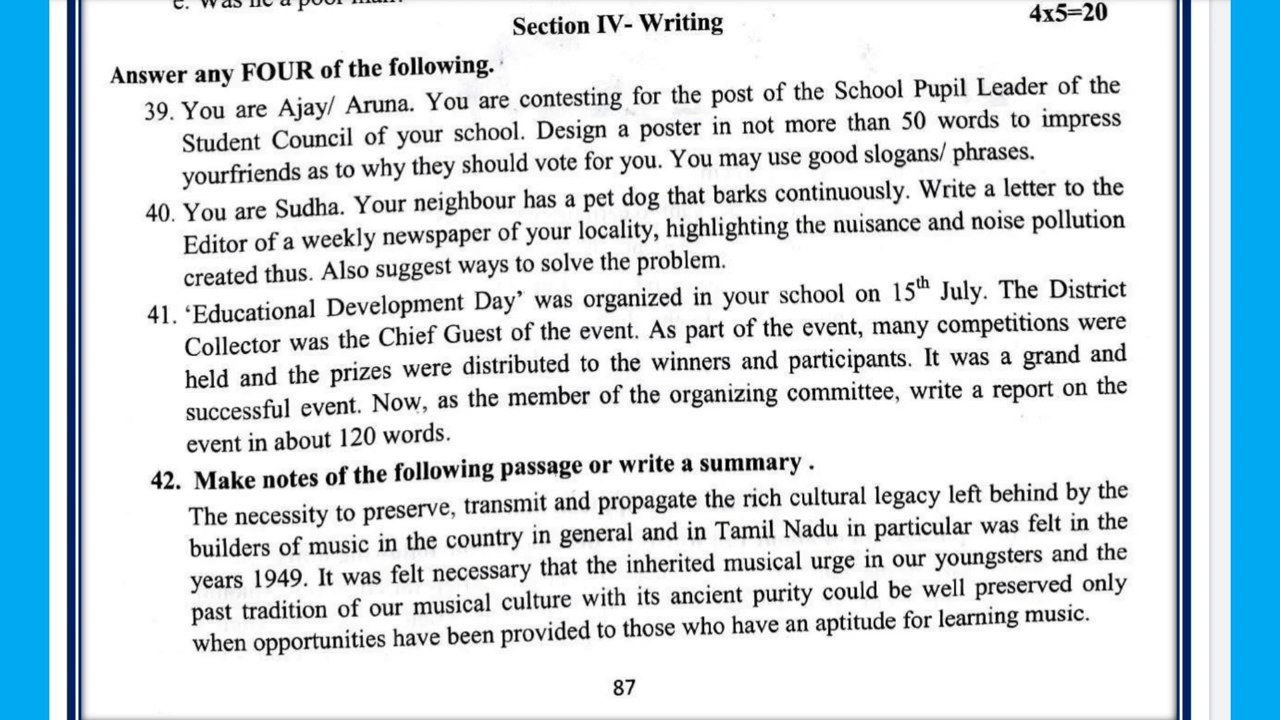 Section IV- Writing
4x5=20
Answer any FOUR of the following.
39. You are Ajay/ Aruna. You are contesting for the post of the School Pupil Leader of the
Student Council of your school. Design a poster in not more than 50 words to impress
yourfriends as to why they should vote for you. You may use good slogans/ phrases.
40. You are Sudha. Your neighbour has a pet dog that barks continuously. Write a letter to the
Editor of a weekly newspaper of your locality, highlighting the nuisance and noise pollution
created thus. Also suggest ways to solve the problem.
41. ‘Educational Development Day’ was organized in your school on 15th July. The District
Collector was the Chief Guest of the event. As part of the event, many competitions were
held and the prizes were distributed to the winners and participants. It was a grand and
successful event. Now, as the member of the organizing committee, write a report on the
event in about 120 words.
42. Make notes of the following passage or write a summary .
The necessity to preserve, transmit and propagate the rich cultural legacy left behind by the
builders of music in the country in general and in Tamil Nadu in particular was felt in the
years 1949. It was felt necessary that the inherited musical urge in our youngsters and the
past tradition of our musical culture with its ancient purity could be well preserved only
when opportunities have been provided to those who have an aptitude for learning music.
87